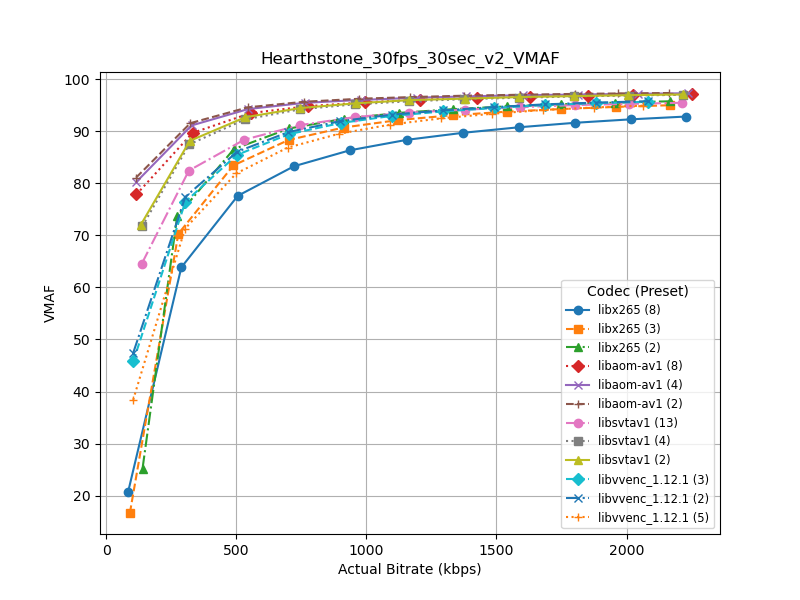 Hearthstone_30fps_30sec_v2_VMAF
100
90
80
70
60
50
40
30
20
VMAF
0
500
1000
1500
2000
Actual Bitrate (kbps)
Codec (Preset)
libx265 (8)
libx265 (3)
libx265 (2)
libaom-av1 (8)
libaom-av1 (4)
libaom-av1 (2)
libsvtav1 (13)
libsvtav1 (4)
libsvtav1 (2)
libvvenc_1.12.1 (3)
libvvenc_1.12.1 (2)
libvvenc_1.12.1 (5)